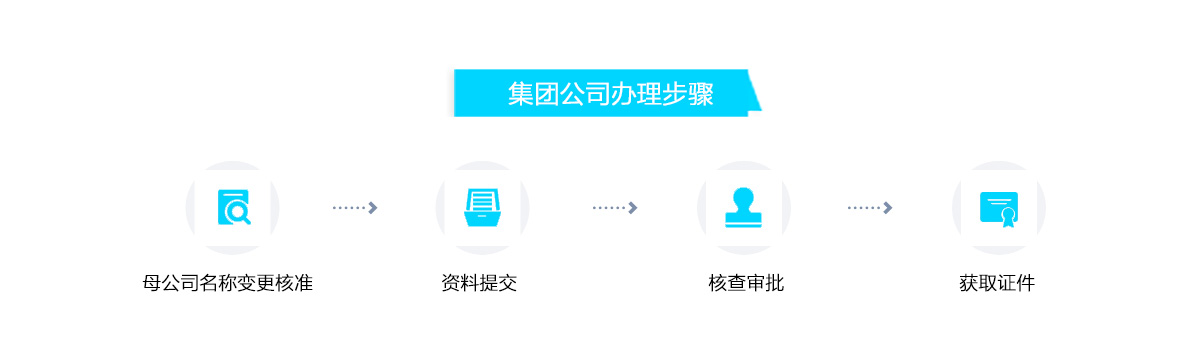 集团公司办理步骤
母公司名称变更核准
资料提交
核查审批
获取证件